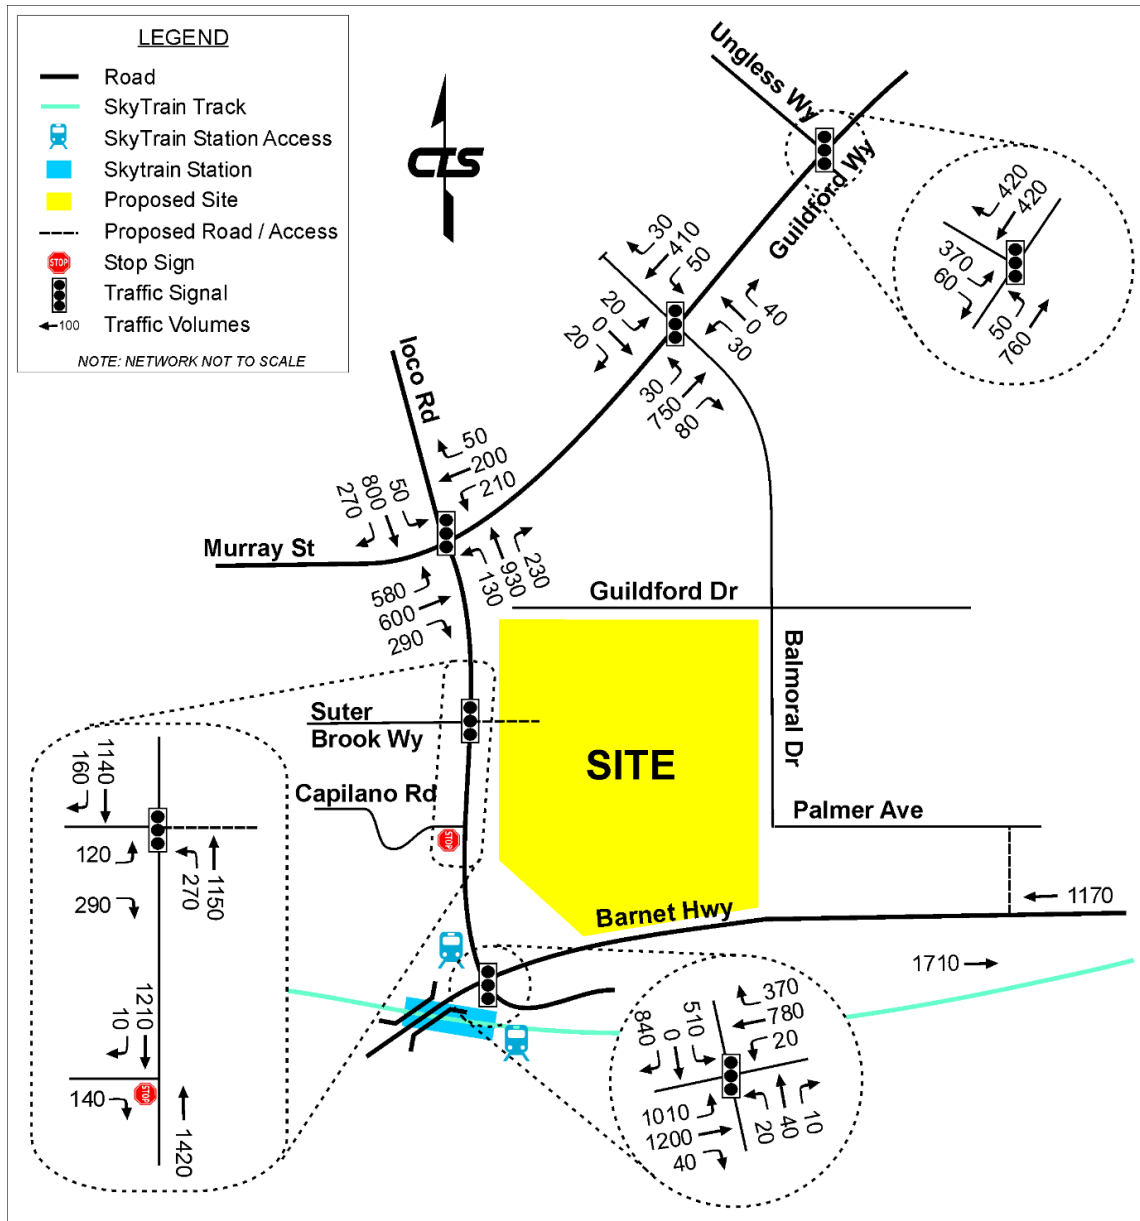 LEGEND
Road
SkyTrain Track
SkyTrain Station Access
Skytrain Station
Proposed Site
Proposed Road / Access
STOP
Stop Sign
Traffic Signal
100
Traffic Volumes
NOTE: NETWORK NOT TO SCALE
CTS
Ungless Wy
Guildford Wy
420
420
370
60
50
760
30
410
50
20
0
20
40
0
30
30
750
80
Ioco Rd
50
200
210
50
800
270
Murray St
580
600
290
130
930
230
Guildford Dr
Balmoral Dr
Suter
Brook Wy
SITE
Capilano Rd
STOP
Palmer Ave
Barnet Hwy
1170
1710
1140
160
120
290
270
1150
1210
10
140
STOP
1420
370
780
20
510
0
840
1010
1200
40
20
40
10